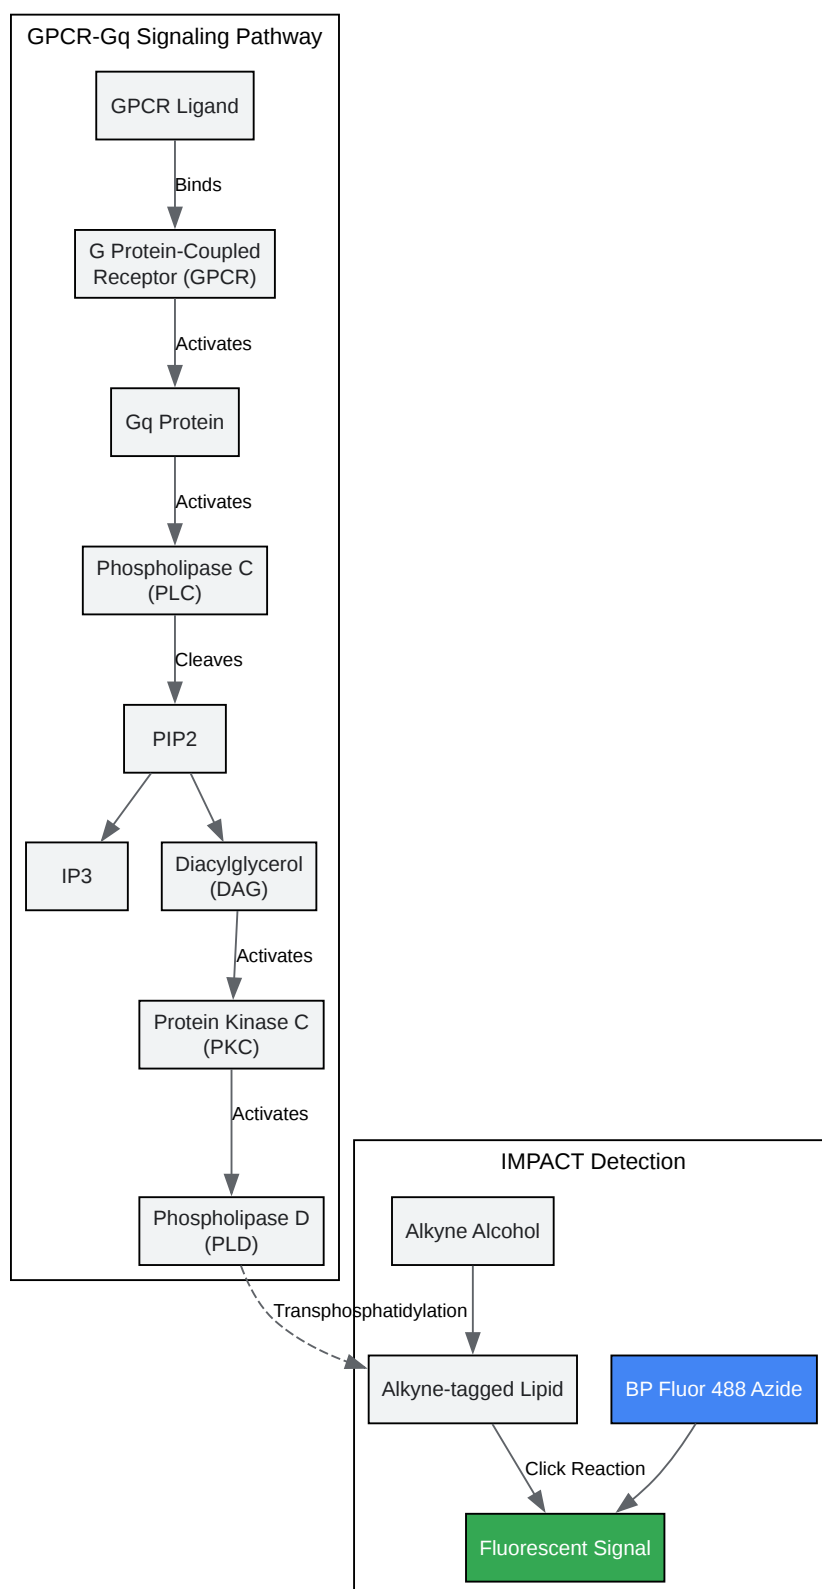 GPCR-Gq Signaling Pathway
GPCR Ligand
Binds
G Protein-Coupled
Receptor (GPCR)
Activates
Gq Protein
Activates
Phospholipase C
(PLC)
Cleaves
PIP2
IP3
Diacylglycerol
(DAG)
Activates
Protein Kinase C
(PKC)
Activates
Phospholipase D
(PLD)
IMPACT Detection
Alkyne Alcohol
Transphosphatidylation
Alkyne-tagged Lipid
BP Fluor 488 Azide
Click Reaction
Fluorescent Signal